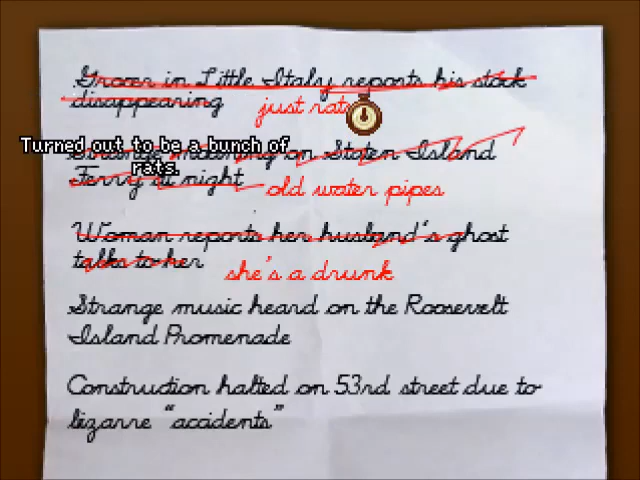 Grocer in Little Italy reports his stock
disappearing just rats
Turned out to be a bunch of
rats.
Strange moaning on Staten Island
Ferry at night old water pipes
Woman reports her husband's ghost
talks to her she's a drunk
Strange music heard on the Roosevelt
Island Promenade
Construction halted on 53rd street due to
bizarre "accidents"